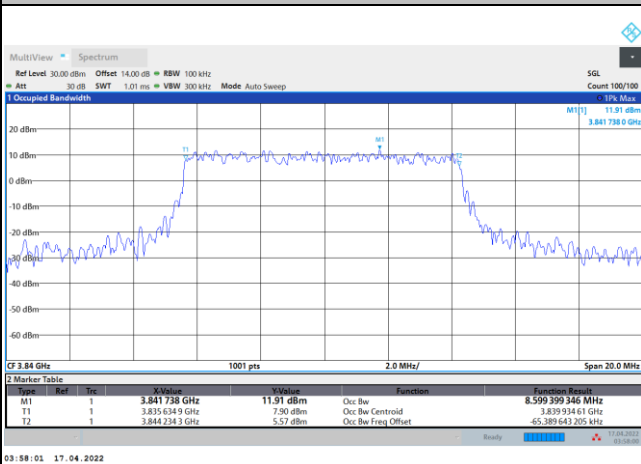 MultiView Spectrum
Ref Level 30.00 dBm Offset 14.00 dB RBW 100 kHz SGL
Att 30 dB SWT 1.01 ms VBW 300 kHz Mode Auto Sweep Count 100/100
1 Occupied Bandwidth 1Pk Max
M1[1] 11.91 dBm
3.841 738 0 GHz
20 dBm
M1
T1
T2
10 dBm
0 dBm
-10 dBm
-20 dBm
-30 dBm
-40 dBm
-50 dBm
-60 dBm
CF 3.84 GHz 1001 pts 2.0 MHz/ Span 20.0 MHz
2 Marker Table
Type Ref Trc X-Value Y-Value Function Function Result
M1 1 3.841 738 GHz 11.91 dBm Occ Bw 8.599 399 346 MHz
T1 1 3.835 634 9 GHz 7.90 dBm Occ Bw Centroid 3.839 934 61 GHz
T2 1 3.844 234 3 GHz 5.57 dBm Occ Bw Freq Offset -65.389 643 205 kHz
Ready 17.04.2022
03:58:00
03:58:01 17.04.2022